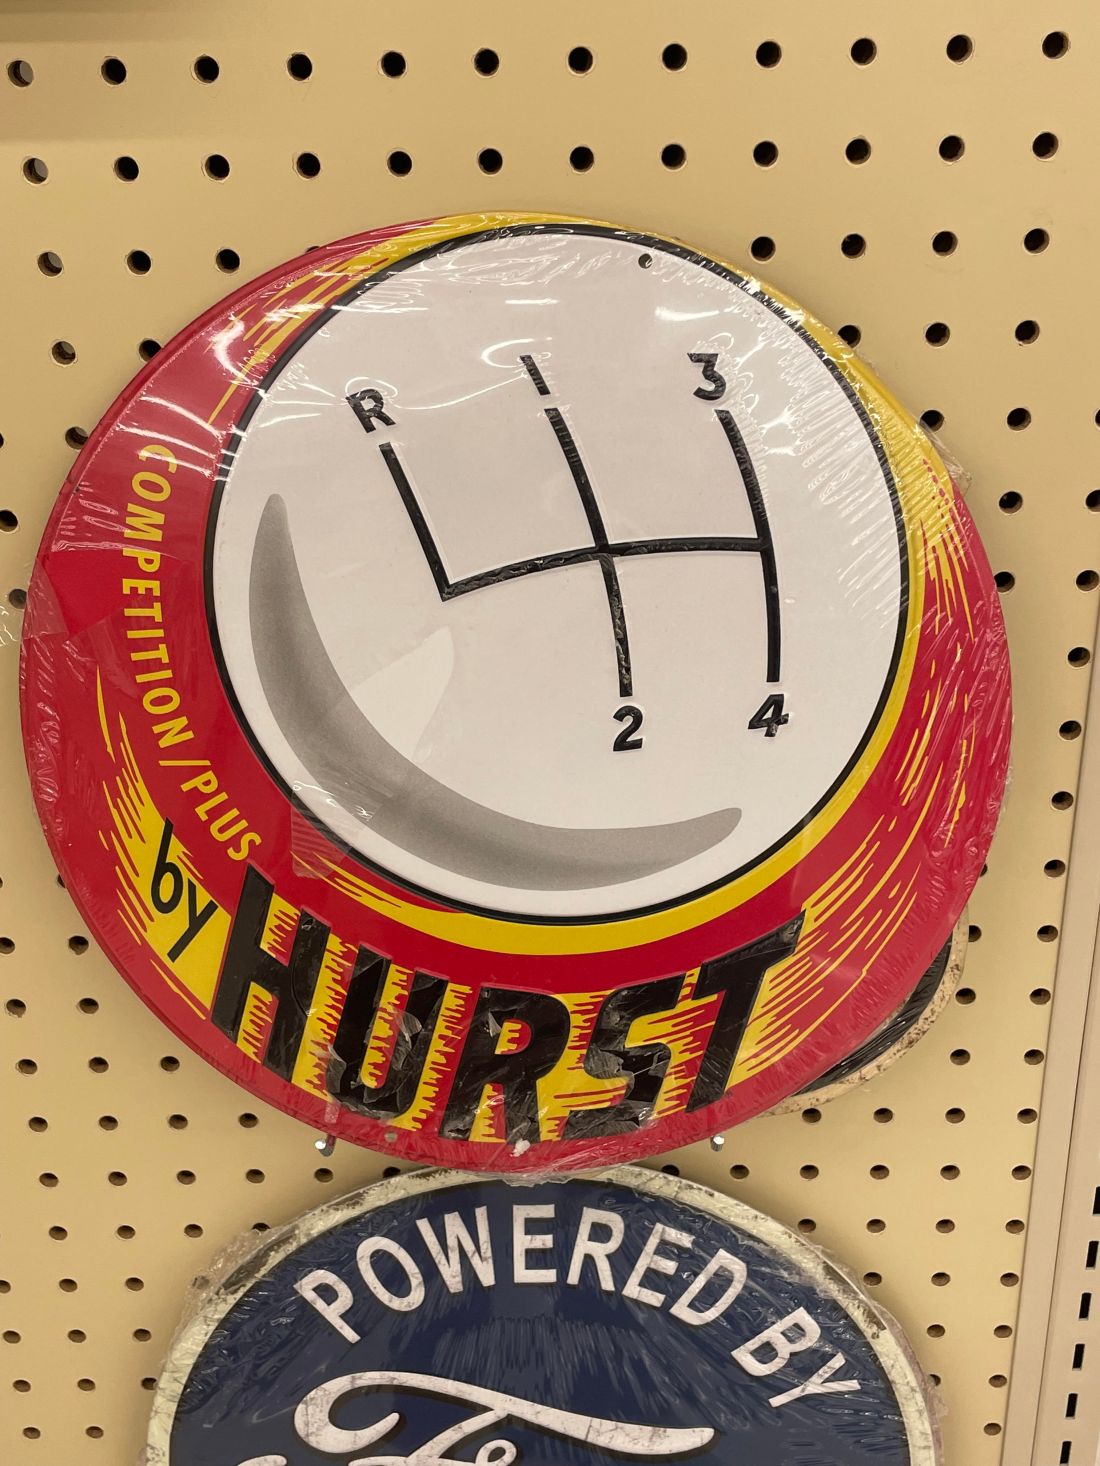 R 1 3
2 4
COMPETITION/PLUS
by
HURST
POWERED BY